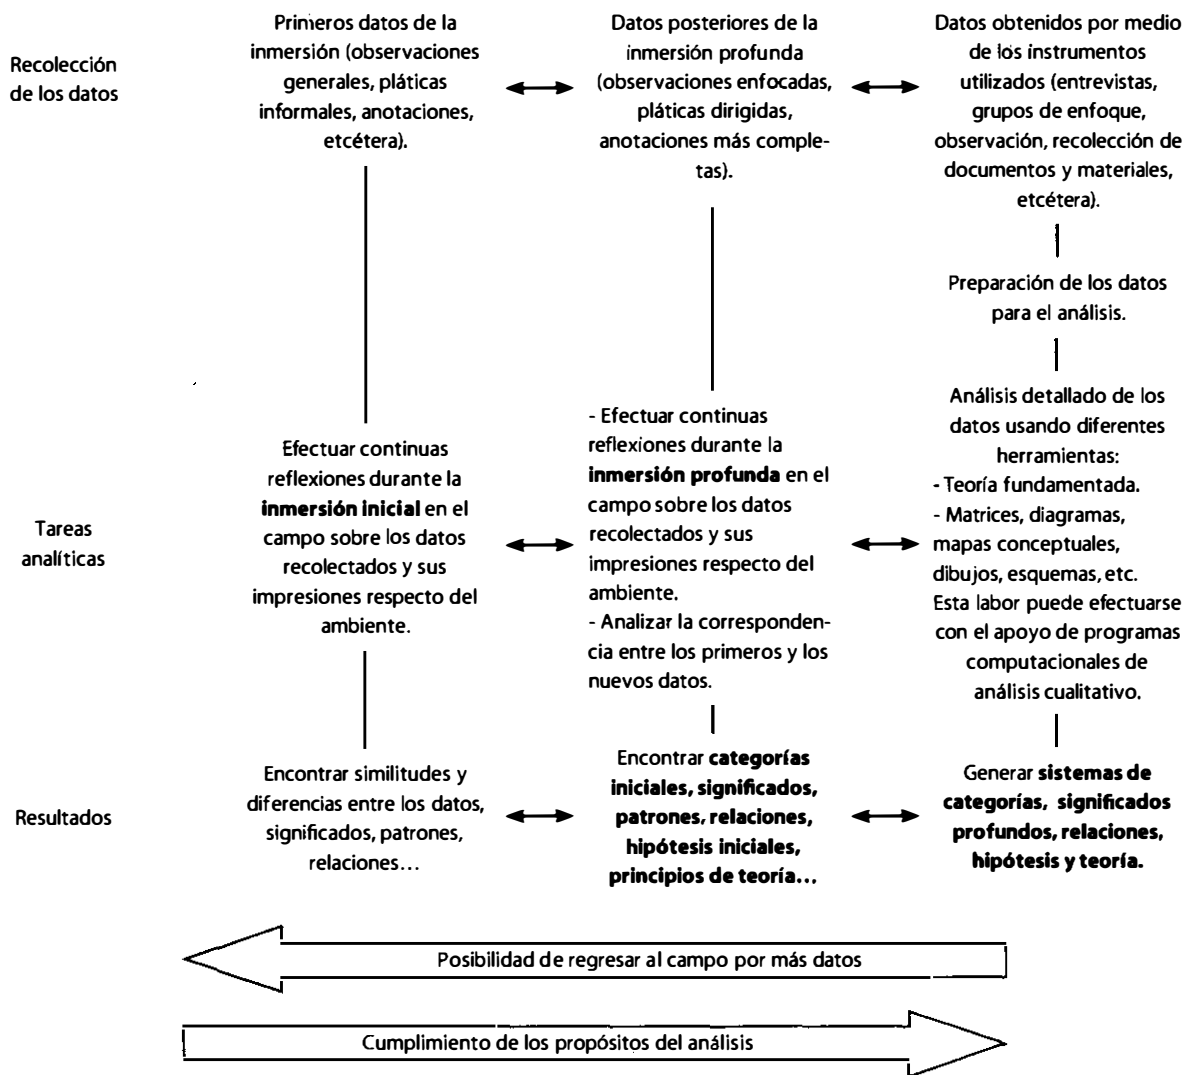 Recolección
de los datos
Primeros datos de la
inmersión (observaciones
generales, pláticas
informales, anotaciones,
etcétera).
Datos posteriores de la
inmersión profunda
(observaciones enfocadas,
pláticas dirigidas,
anotaciones más comple-
tas).
Datos obtenidos por medio
de los instrumentos
utilizados (entrevistas,
grupos de enfoque,
observación, recolección de
documentos y materiales,
etcétera).
Preparación de los datos
para el análisis.
Tareas
analíticas
Efectuar continuas
reflexiones durante la
inmersión inicial en el
campo sobre los datos
recolectados y sus
impresiones respecto del
ambiente.
- Efectuar continuas
reflexiones durante la
inmersión profunda en el
campo sobre los datos
recolectados y sus
impresiones respecto del
ambiente.
- Analizar la corresponden-
cia entre los primeros y los
nuevos datos.
Análisis detallado de los
datos usando diferentes
herramientas:
- Teoría fundamentada.
- Matrices, diagramas,
mapas conceptuales,
dibujos, esquemas, etc.
Esta labor puede efectuarse
con el apoyo de programas
computacionales de
análisis cualitativo.
Resultados
Encontrar similitudes y
diferencias entre los datos,
significados, patrones,
relaciones...
Encontrar categorías
iniciales, significados,
patrones, relaciones,
hipótesis iniciales,
principios de teoría...
Generar sistemas de
categorías, significados
profundos, relaciones,
hipótesis y teoría.
Posibilidad de regresar al campo por más datos
Cumplimiento de los propósitos del análisis